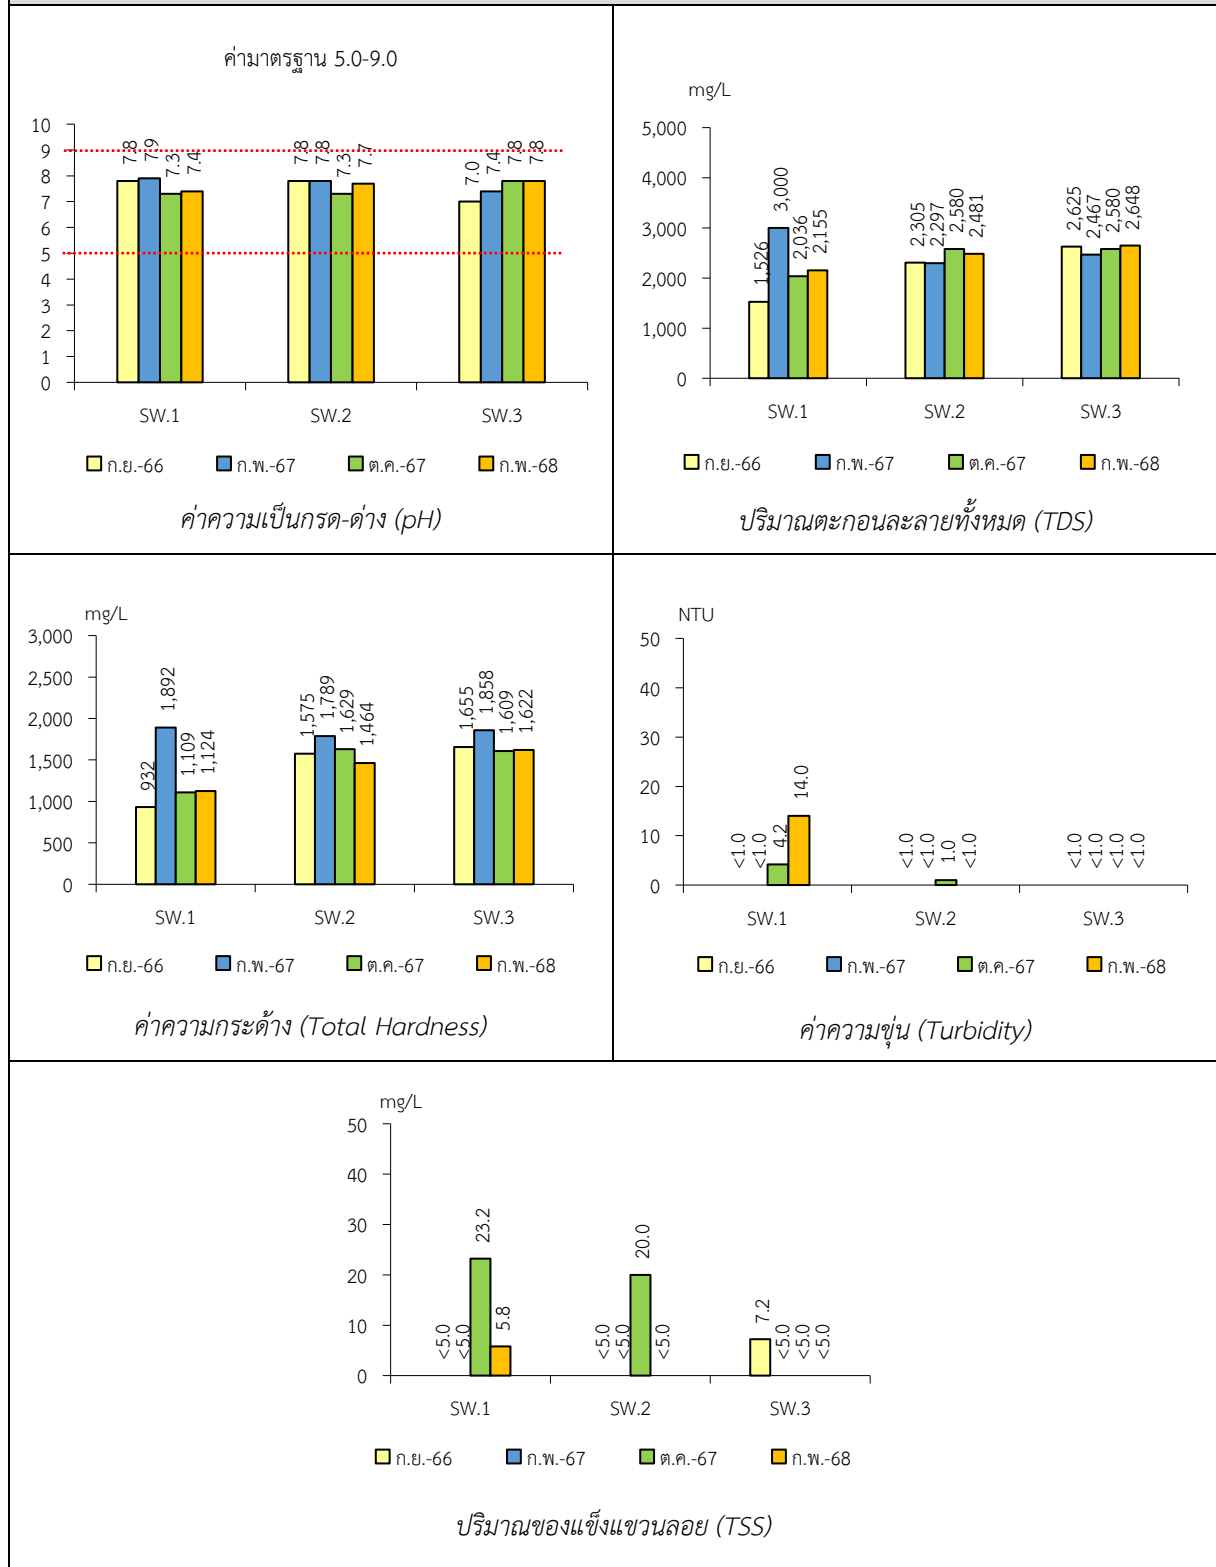 ค่ามาตรฐาน 5.0-9.0
10
9
8
7
6
5
4
3
2
1
0
7.8 7.9 7.3 7.4
7.8 7.8 7.3 7.7
7.0 7.4 7.8 7.8
SW.1 SW.2 SW.3
ก.ย.-66 ก.พ.-67 ต.ค.-67 ก.พ.-68
ค่าความเป็นกรด-ด่าง (pH)
mg/L
5,000
4,000
3,000
2,000
1,000
0
1,526 3,000 2,036 2,155
2,305 2,297 2,580 2,481
2,625 2,467 2,580 2,648
SW.1 SW.2 SW.3
ก.ย.-66 ก.พ.-67 ต.ค.-67 ก.พ.-68
ปริมาณตะกอนละลายทั้งหมด (TDS)
mg/L
3,000
2,500
2,000
1,500
1,000
500
0
932 1,892 1,109 1,124
1,575 1,789 1,629 1,464
1,655 1,858 1,609 1,622
SW.1 SW.2 SW.3
ก.ย.-66 ก.พ.-67 ต.ค.-67 ก.พ.-68
ค่าความกระด้าง (Total Hardness)
NTU
50
40
30
20
10
0
<1.0 <1.0 4.2 14.0
<1.0 <1.0 1.0 <1.0
<1.0 <1.0 <1.0 <1.0
SW.1 SW.2 SW.3
ก.ย.-66 ก.พ.-67 ต.ค.-67 ก.พ.-68
ค่าความขุ่น (Turbidity)
mg/L
50
40
30
20
10
0
<5.0 <5.0 23.2 5.8
<5.0 <5.0 20.0 <5.0
7.2 <5.0 <5.0 <5.0
SW.1 SW.2 SW.3
ก.ย.-66 ก.พ.-67 ต.ค.-67 ก.พ.-68
ปริมาณของแข็งแขวนลอย (TSS)